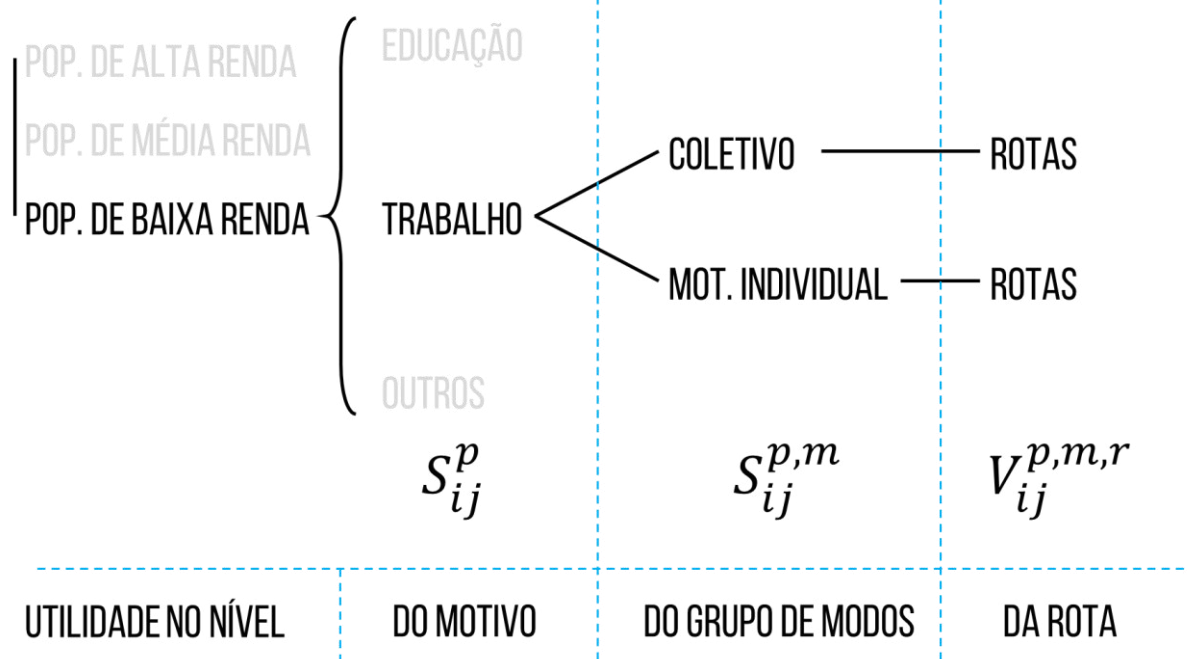 POP. DE ALTA RENDA
POP. DE MÉDIA RENDA
POP. DE BAIXA RENDA
EDUCAÇÃO
TRABALHO
OUTROS
COLETIVO
MOT. INDIVIDUAL
ROTAS
ROTAS
S_{ij}^{p}
S_{ij}^{p,m}
V_{ij}^{p,m,r}
UTILIDADE NO NÍVEL
DO MOTIVO
DO GRUPO DE MODOS
DA ROTA